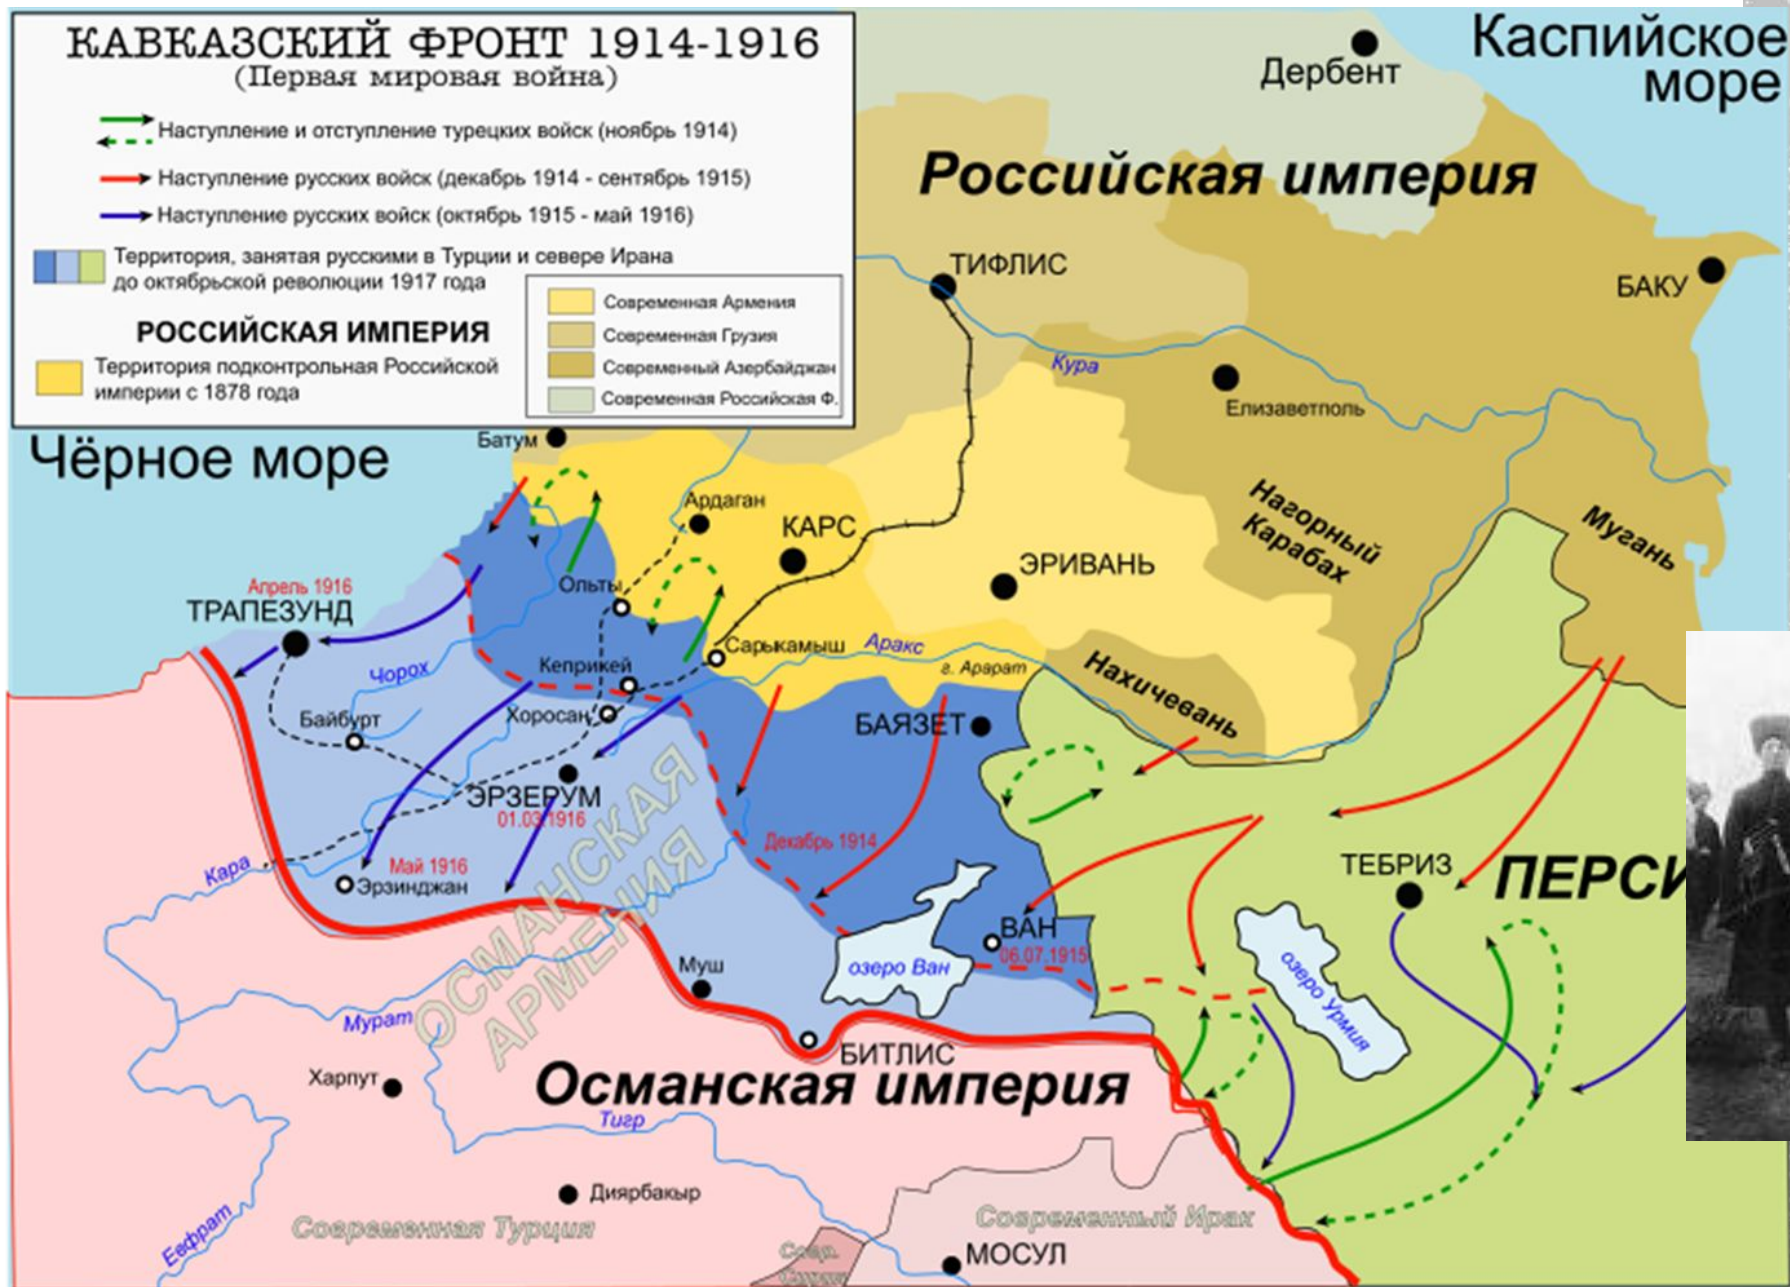 КАВКАЗСКИЙ ФРОНТ 1914-1916
(Первая мировая война)
Наступление и отступление турецких войск (ноябрь 1914)
Наступление русских войск (декабрь 1914 - сентябрь 1915)
Наступление русских войск (октябрь 1915 - май 1916)
Территория, занятая русскими в Турции и севере Ирана
до октябрьской революции 1917 года
РОССИЙСКАЯ ИМПЕРИЯ
Территория подконтрольная Российской
империи с 1878 года
Современная Армения
Современная Грузия
Современный Азербайджан
Современная Российская Ф.
Каспийское
море
Дербент
Российская империя
ТИФЛИС
БАКУ
Кура
Елизаветполь
Чёрное море
Батум
Ардаган
КАРС
Нагорный
Карабах
Мугань
ЭРИВАНЬ
Апрель 1916
ТРАПЕЗУНД
Ольты
Сарыкамыш
Аракс
г. Арарат
Чорох
Кеприкей
Нахичевань
Байбурт
Хоросан
БАЯЗЕТ
ЭРЗЕРУМ
01.03.1916
ОСМАНСКАЯ
АРМЕНИЯ
Декабрь 1914
Кара
Май 1916
Эрзинджан
ТЕБРИЗ
ПЕРСИ
ВАН
06.07.1915
озеро Ван
озеро Урмия
Муш
Мурат
БИТЛИС
Харпут
Османская империя
Тигр
Диярбакыр
Современная Турция
Современный Ирак
Евфрат
Совр.
Сирия
МОСУЛ